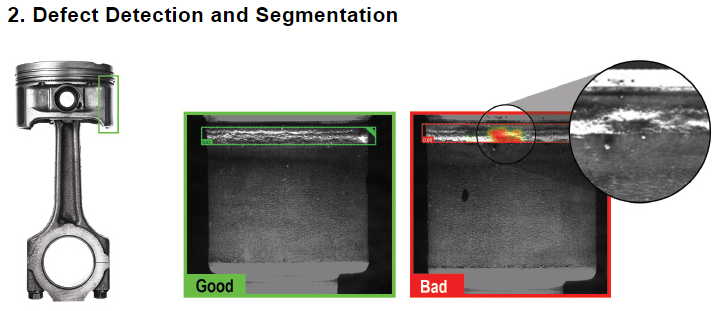 2. Defect Detection and Segmentation
Good
Bad